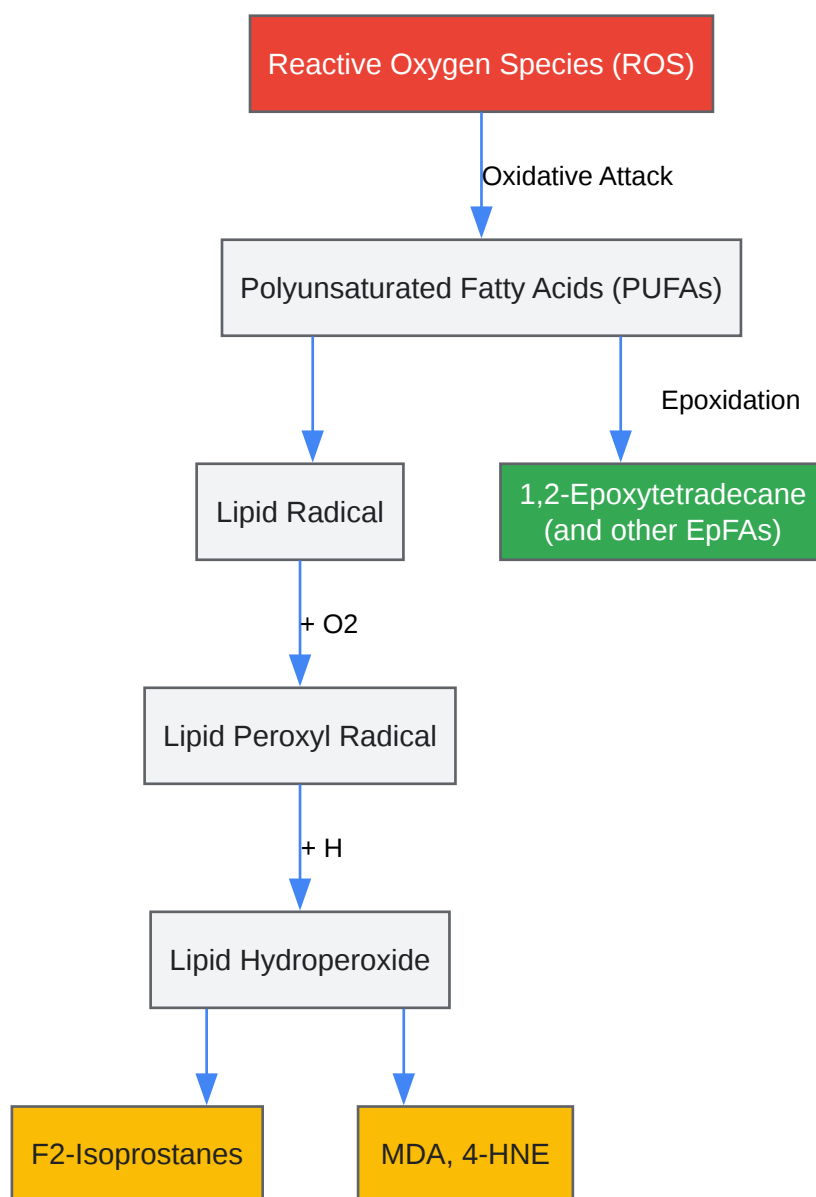 Reactive Oxygen Species (ROS)
Oxidative Attack
Polyunsaturated Fatty Acids (PUFAs)
Epoxidation
Lipid Radical
1,2-Epoxytetradecane
(and other EpFAs)
+ O2
Lipid Peroxyl Radical
+ H
Lipid Hydroperoxide
F2-Isoprostanes
MDA, 4-HNE